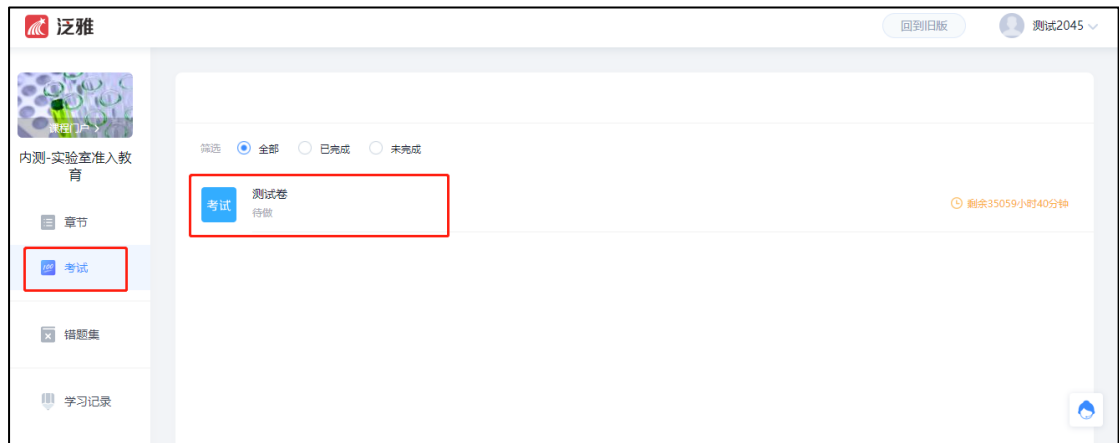 泛雅
回到旧版
测试2045
课程门户 >
内测-实验室准入教
育
章节
考试
错题集
学习记录
筛选 全部 已完成 未完成
考试
测试卷
待做
剩余35059小时40分钟